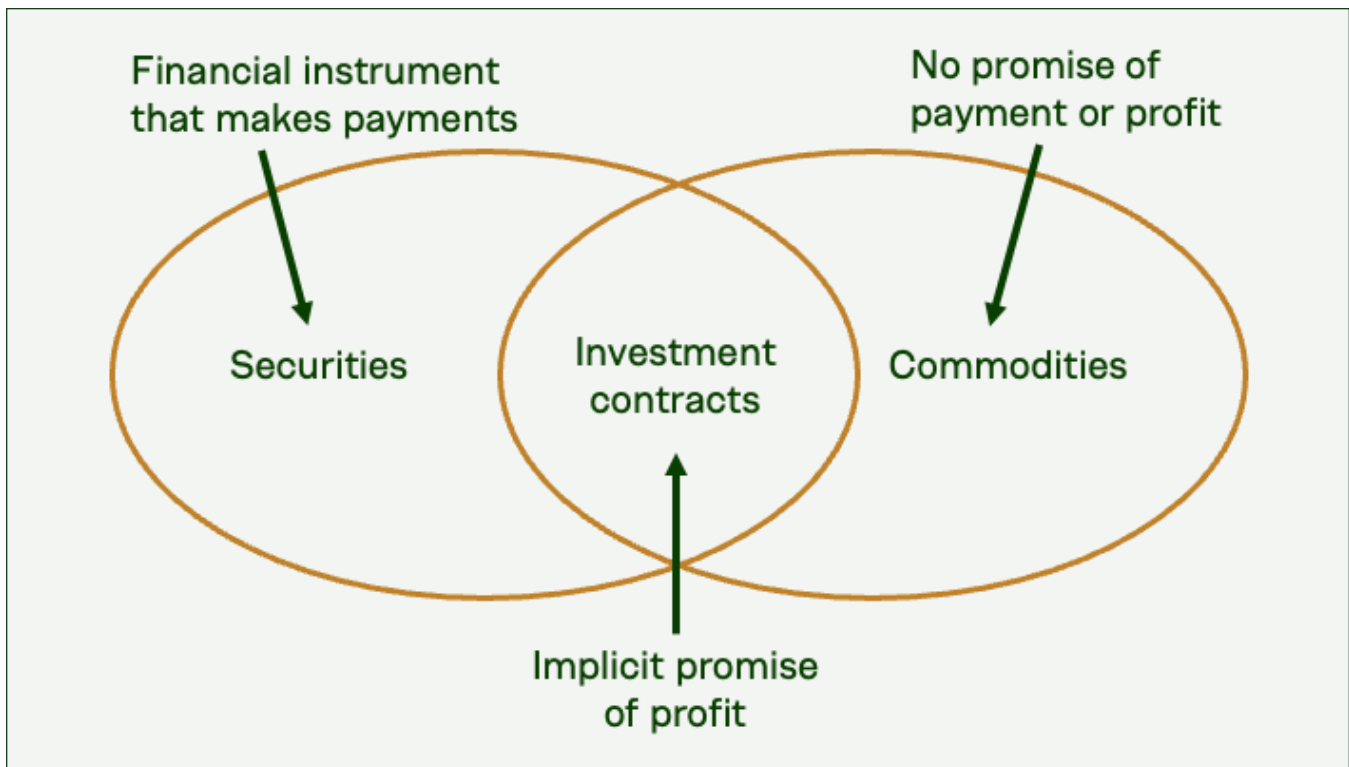 Financial instrument
that makes payments
No promise of
payment or profit
Securities
Investment
contracts
Commodities
Implicit promise
of profit